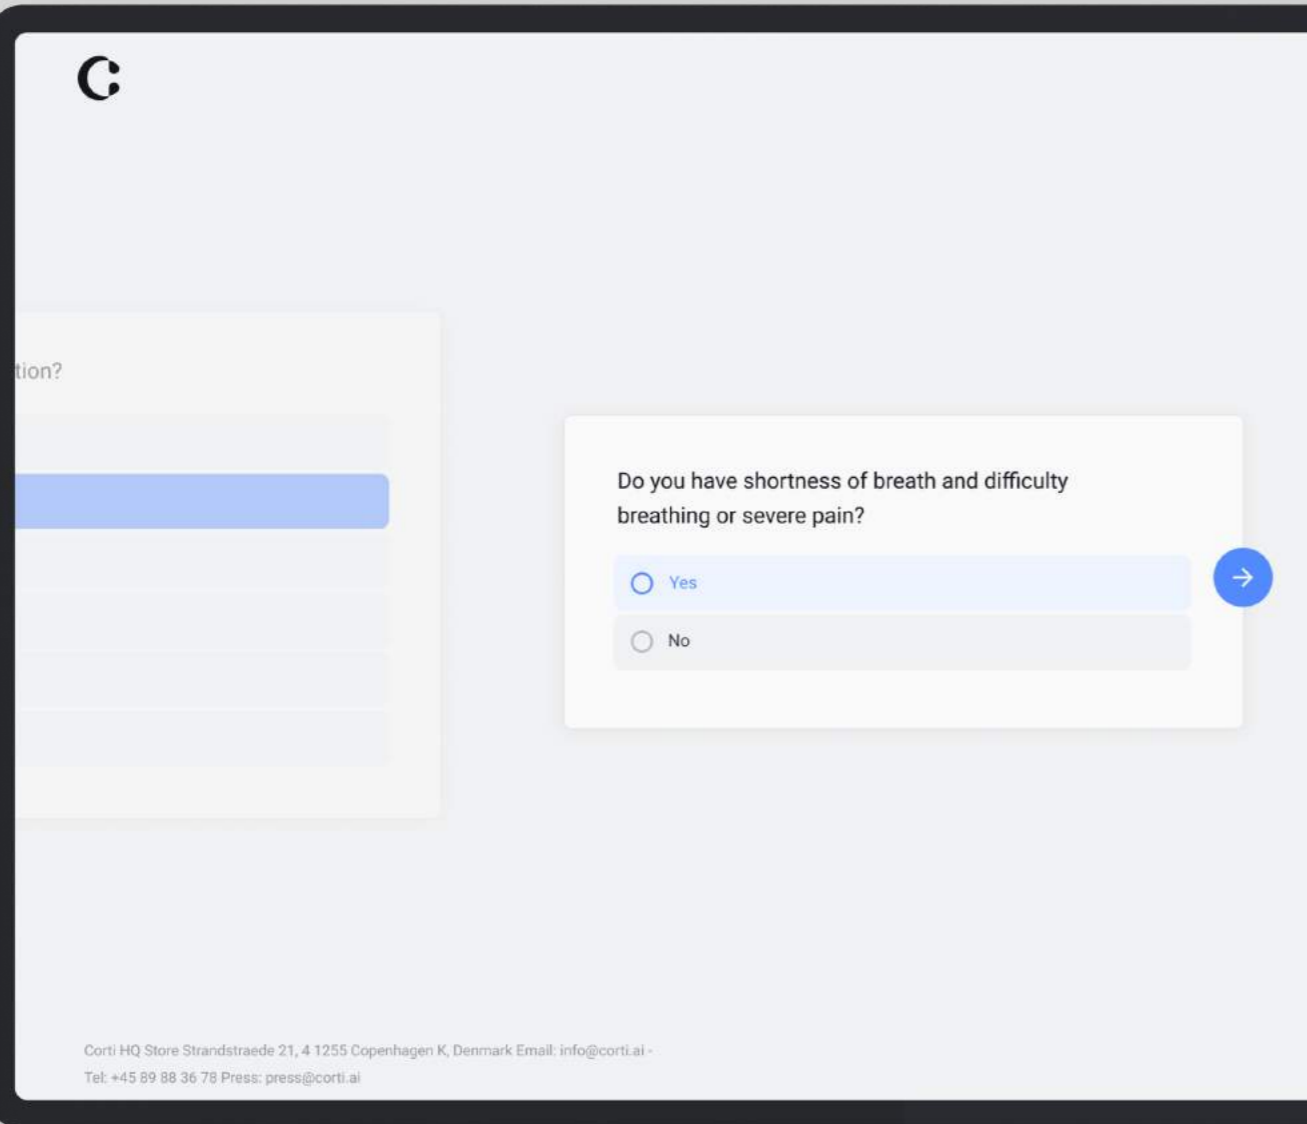 tion?
Do you have shortness of breath and difficulty
breathing or severe pain?
Yes
No
Corti HQ Store Strandstraede 21, 4 1255 Copenhagen K, Denmark Email: info@corti.ai -
Tel: +45 89 88 36 78 Press: press@corti.ai